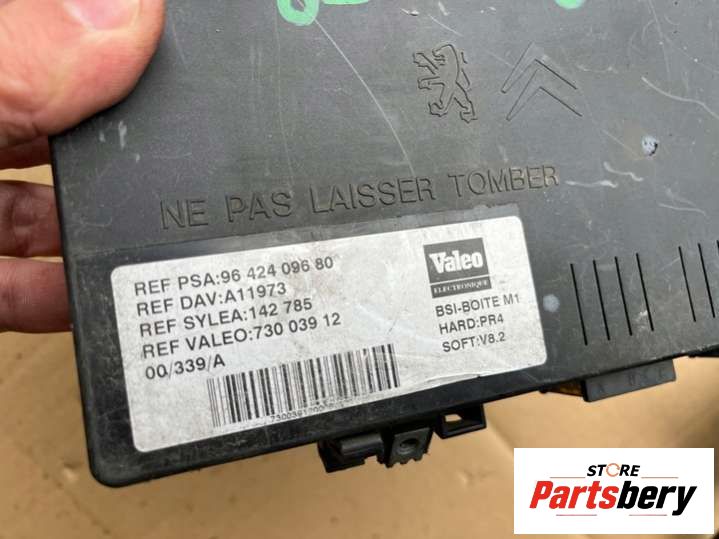 NE PAS LAISSER TOMBER
REF PSA:96 424 096 80
REF DAV:A11973
REF SYLEA:142 785
REF VALEO:730 039 12
00/339/A
Valeo
ELECTRONIQUE
BSI-BOITE M1
HARD:PR4
SOFT:V8.2
STORE
Partsbery